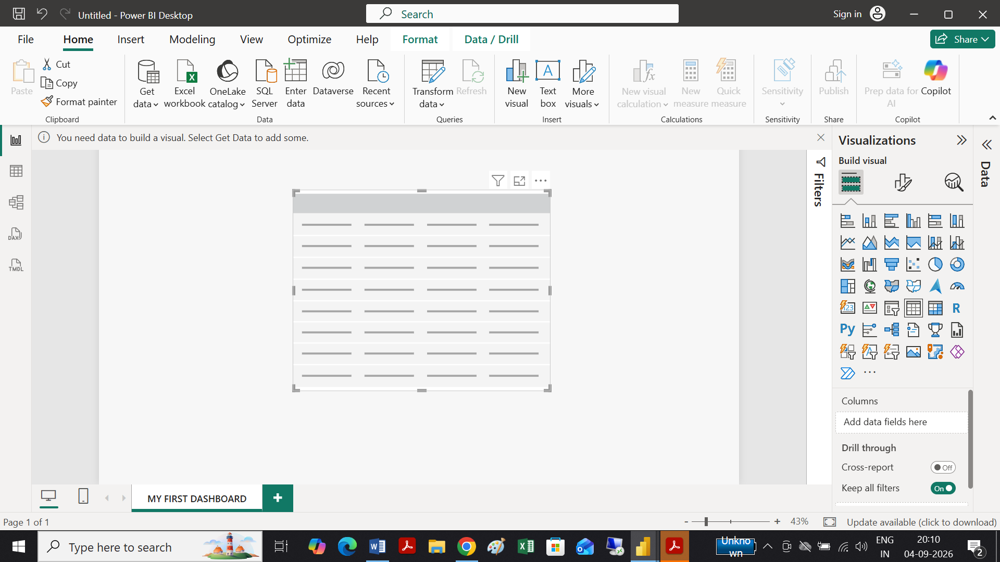 Untitled - Power BI Desktop
Search
Sign in
File
Home
Insert
Modeling
View
Optimize
Help
Format
Data / Drill
Share
Paste
Cut
Copy
Format painter
Clipboard
Get
data
Excel
workbook
OneLake
catalog
SQL
Server
Enter
data
Dataverse
Recent
sources
Data
Transform
data
Refresh
Queries
New
visual
Text
box
More
visuals
Insert
New visual
calculation
New
measure
Quick
measure
Calculations
Sensitivity
Sensitivity
Publish
Share
Prep data for
AI
Copilot
Copilot
You need data to build a visual. Select Get Data to add some.
DAX
TMDL
Filters
Visualizations
Build visual
Data
123
R
Py
Columns
Add data fields here
Drill through
Cross-report
Off
Keep all filters
On
MY FIRST DASHBOARD
Page 1 of 1
43%
Update available (click to download)
Type here to search
Unkno
wn
ENG
IN
20:10
04-09-2026
2